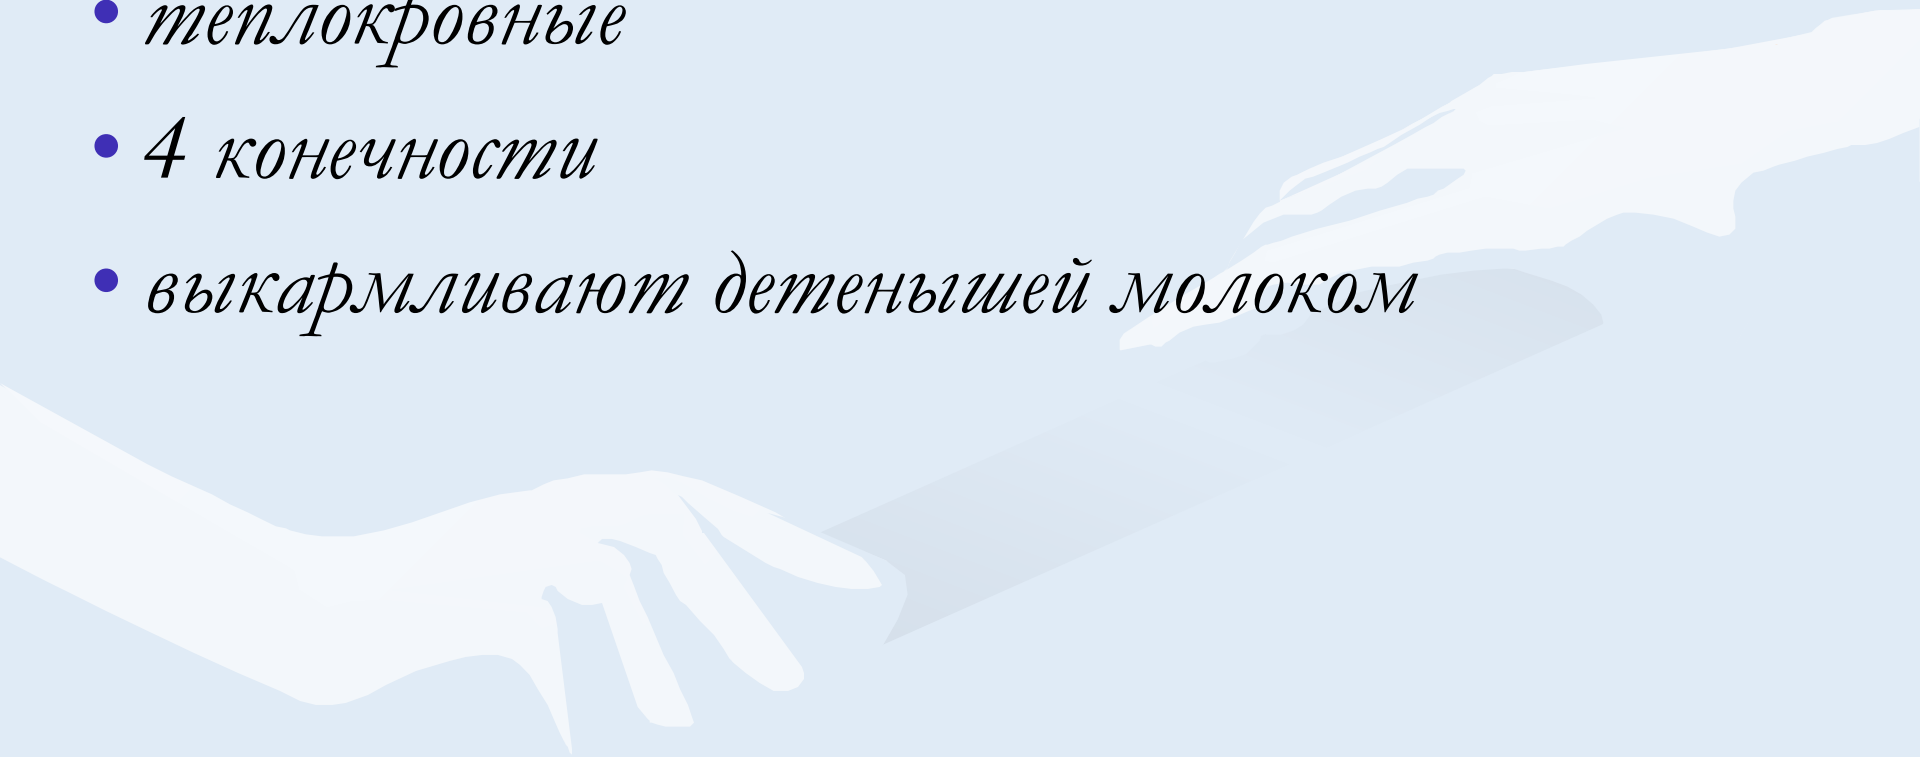 • теплокровные
• 4 конечности
• выкармливают детенышей молоком